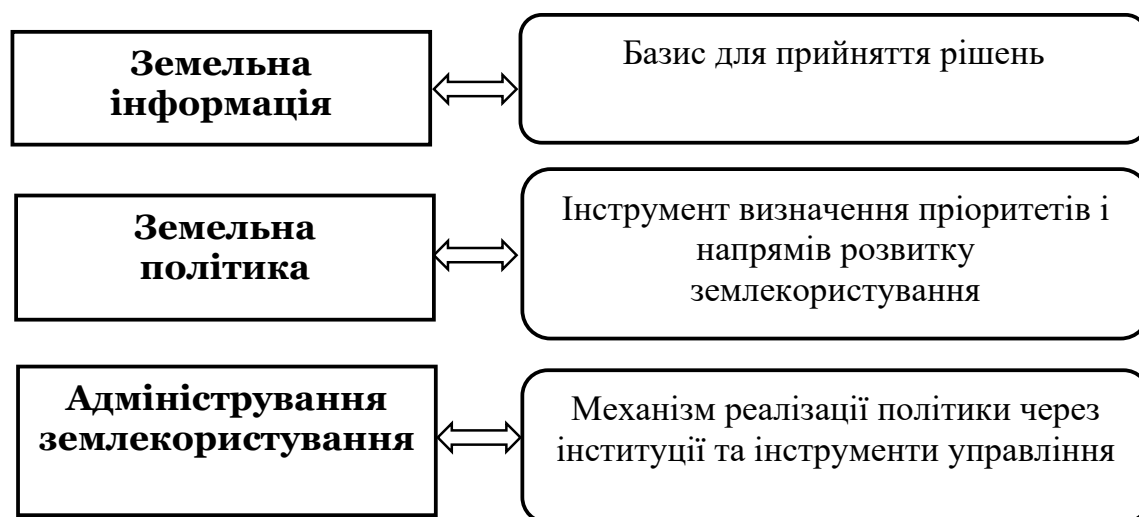 Земельна
інформація
Базис для прийняття рішень
Земельна
політика
Інструмент визначення пріоритетів і
напрямів розвитку
землекористування
Адміністрування
землекористування
Механізм реалізації політики через
інституції та інструменти управління